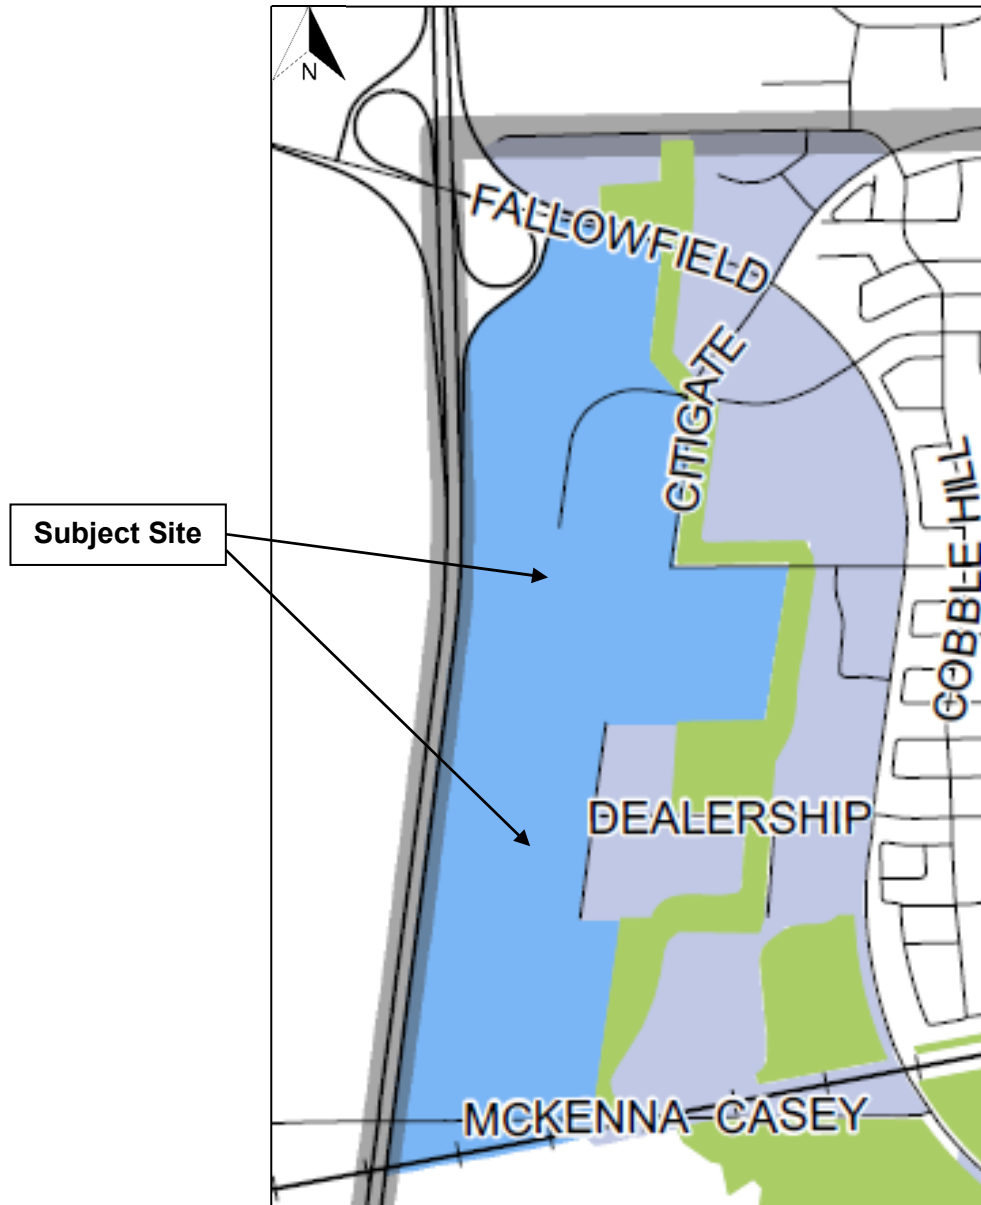 N
FALLOWFIELD
CITIGATE
Subject Site
COBBLE HILL
DEALERSHIP
MCKENNA CASEY